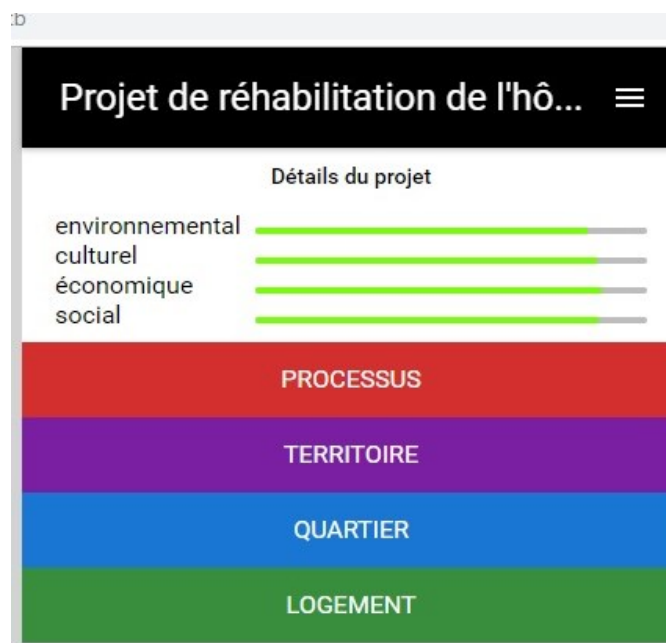 Projet de réhabilitation de l'hô...
Détails du projet
environnemental
culturel
économique
social
PROCESSUS
TERRITOIRE
QUARTIER
LOGEMENT